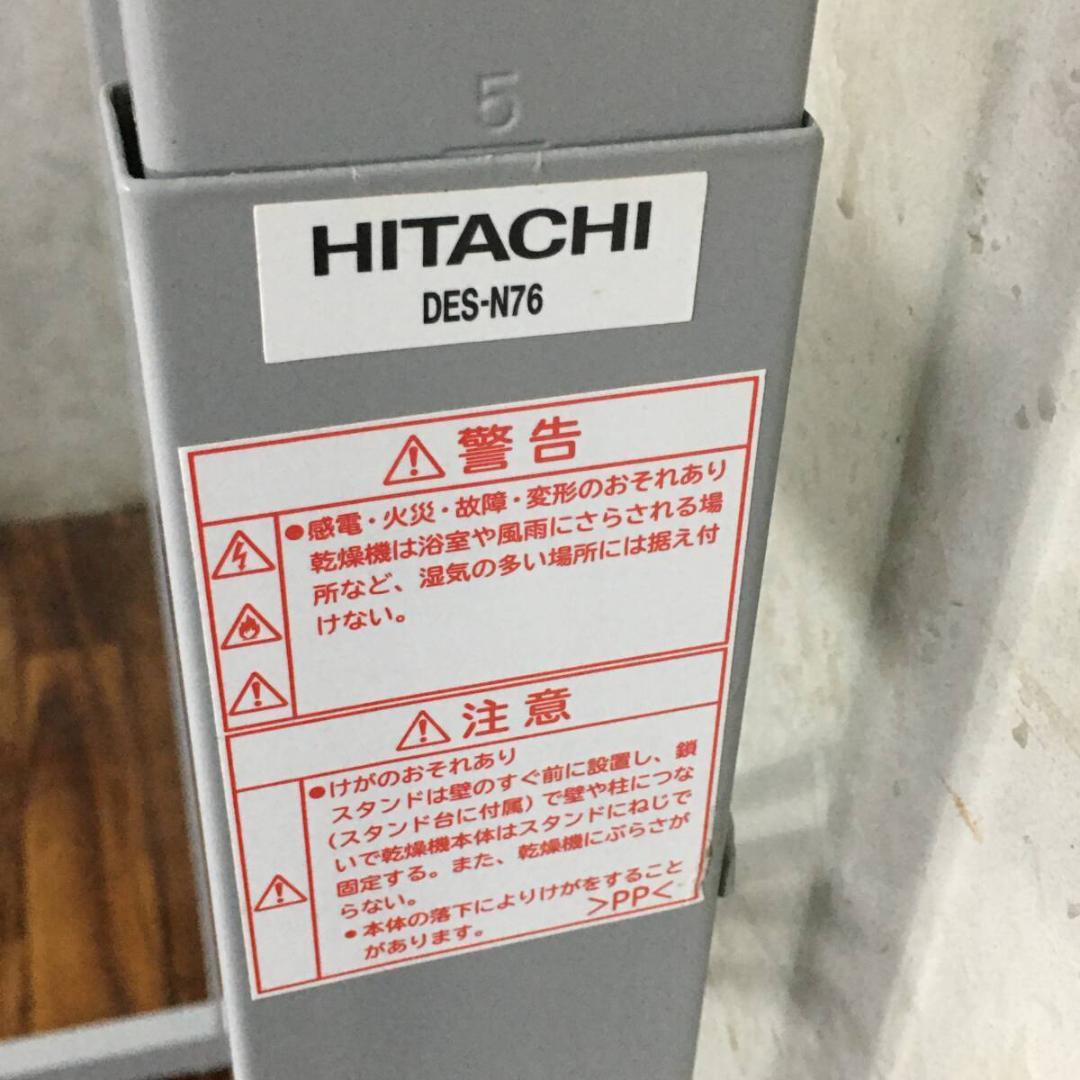 5
HITACHI
DES-N76
警告
●感電・火災・故障・変形のおそれあり
乾燥機は浴室や風雨にさらされる場
所など、湿気の多い場所には据え付
けない。
注意
●けがのおそれあり
スタンドは壁のすぐ前に設置し、鎖
(スタンド台に付属)で壁や柱につな
いで乾燥機本体はスタンドにねじで
固定する。また、乾燥機にぶらさが
らない。
●本体の落下によりけがをすること
があります。
>PP<